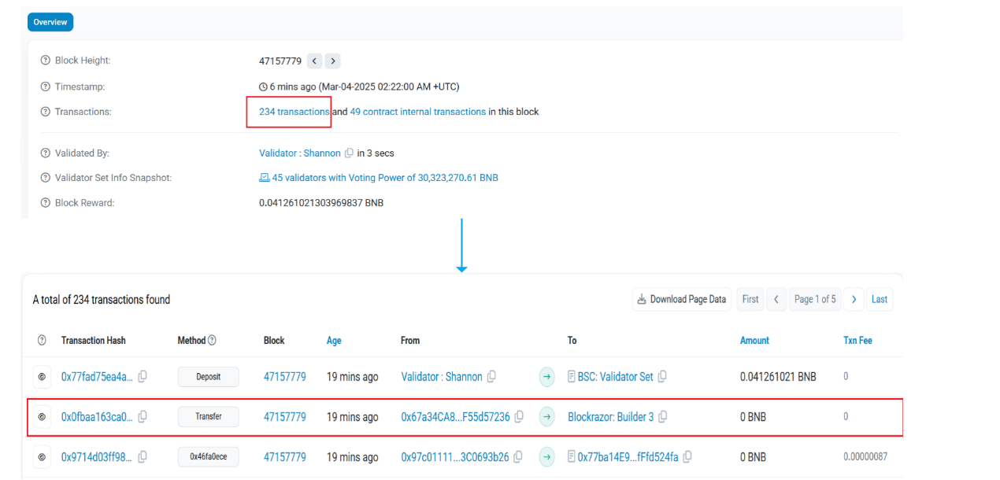 Overview
Block Height: 47157779
Timestamp: 6 mins ago (Mar-04-2025 02:22:00 AM +UTC)
Transactions: 234 transactions and 49 contract internal transactions in this block
Validated By: Validator : Shannon in 3 secs
Validator Set Info Snapshot: 45 validators with Voting Power of 30,323,270.61 BNB
Block Reward: 0.041261021303969837 BNB
A total of 234 transactions found Download Page Data First Page 1 of 5 Last
Transaction Hash Method Block Age From To Amount Txn Fee
0x77fad75ea4a... Deposit 47157779 19 mins ago Validator : Shannon BSC: Validator Set 0.041261021 BNB 0
0x0fbaa163ca0... Transfer 47157779 19 mins ago 0x67a34CA8...F55d57236 Blockrazor: Builder 3 0 BNB 0
0x9714d03ff98... 0x46fa0ece 47157779 19 mins ago 0x97c01111...3C0693b26 0x77ba14E9...fFfd524fa 0 BNB 0.00000087